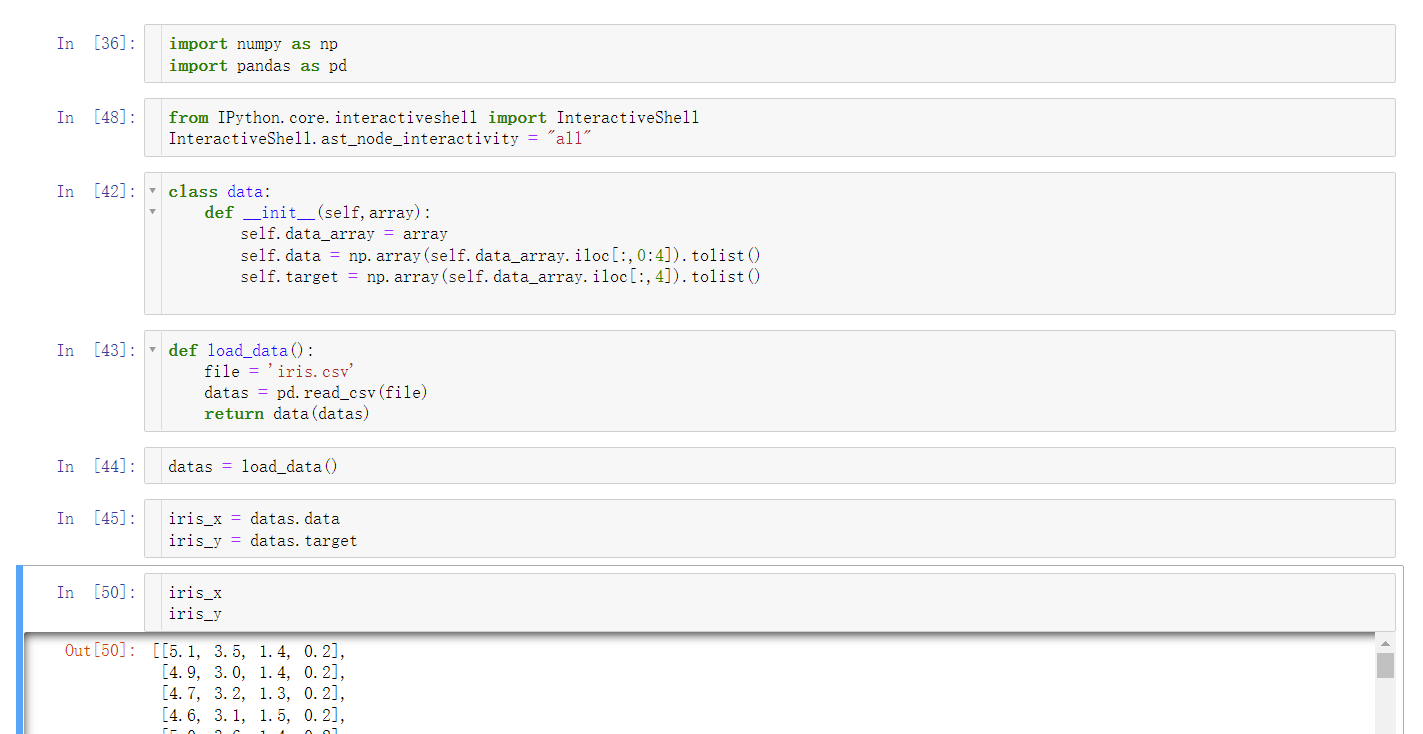 In [36]: import numpy as np
import pandas as pd
In [48]: from IPython.core.interactiveshell import InteractiveShell
InteractiveShell.ast_node_interactivity = "all"
In [42]: class data:
def __init__(self,array):
self.data_array = array
self.data = np.array(self.data_array.iloc[:,0:4]).tolist()
self.target = np.array(self.data_array.iloc[:,4]).tolist()
In [43]: def load_data():
file = 'iris.csv'
datas = pd.read_csv(file)
return data(datas)
In [44]: datas = load_data()
In [45]: iris_x = datas.data
iris_y = datas.target
In [50]: iris_x
iris_y
Out[50]: [[5.1, 3.5, 1.4, 0.2],
[4.9, 3.0, 1.4, 0.2],
[4.7, 3.2, 1.3, 0.2],
[4.6, 3.1, 1.5, 0.2],